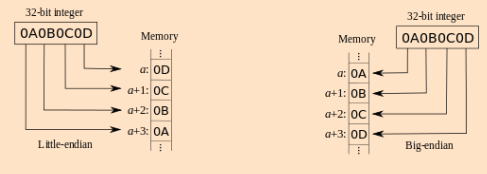 32-bit integer
0A0B0C0D
Memory
⋮
a: 0D
a+1: 0C
a+2: 0B
a+3: 0A
⋮
Little-endian
32-bit integer
0A0B0C0D
Memory
⋮
a: 0A
a+1: 0B
a+2: 0C
a+3: 0D
⋮
Big-endian